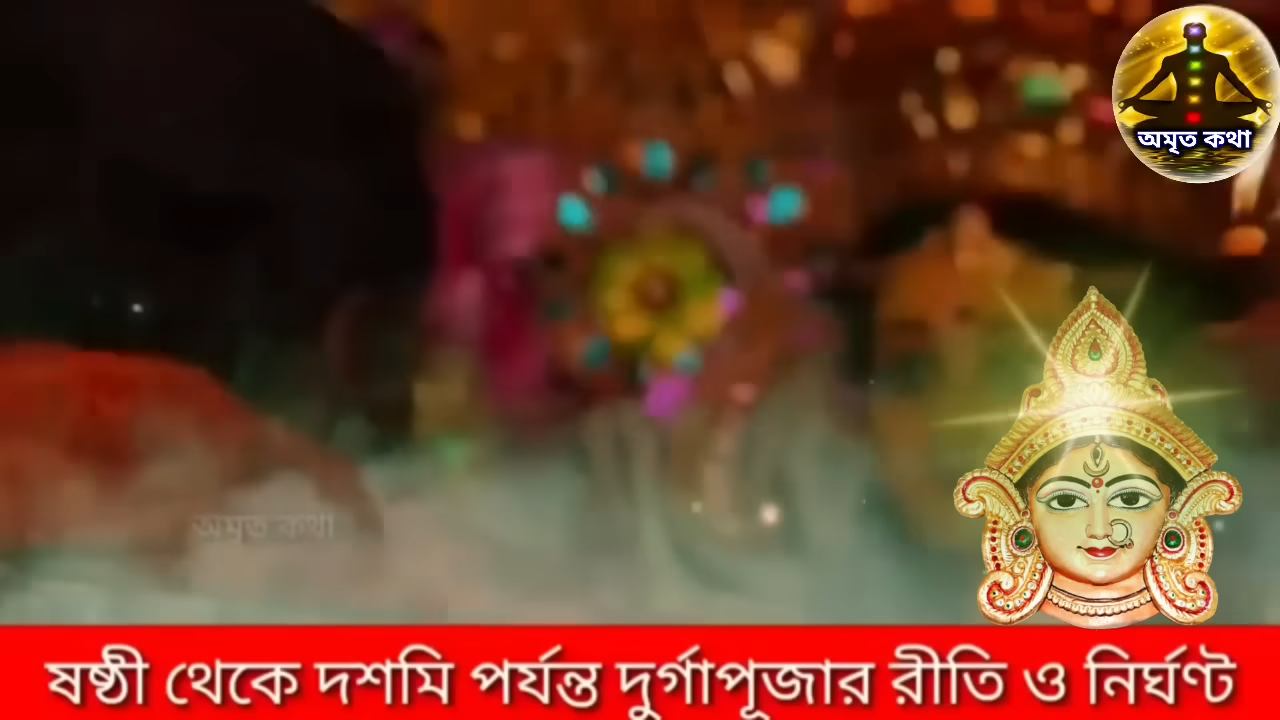 অমৃত কথা
অমৃত কথা
ষষ্ঠী থেকে দশমি পর্যন্ত দুর্গাপূজার রীতি ও নির্ঘণ্ট